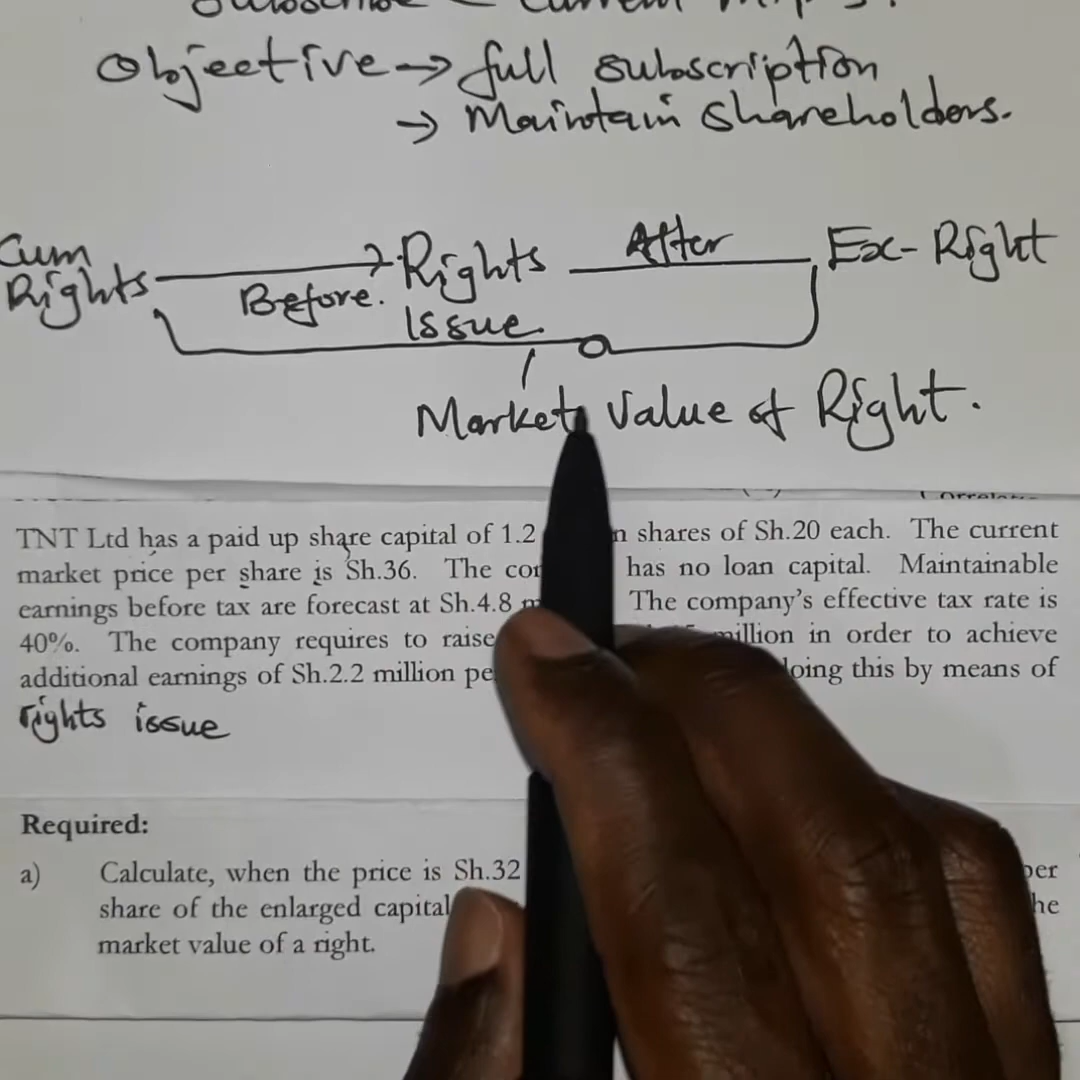 Objective → full subscription
→ Maintain shareholders.
Cum Rights
Before.
Rights Issue.
After
Ex-Right
Market Value of Right.
TNT Ltd has a paid up share capital of 1.2 shares of Sh.20 each. The current
market price per share is Sh.36. The has no loan capital. Maintainable
earnings before tax are forecast at Sh.4.8 The company's effective tax rate is
40%. The company requires to raise million in order to achieve
additional earnings of Sh.2.2 million doing this by means of
rights issue
Required:
a) Calculate, when the price is Sh.32 per
share of the enlarged capital
market value of a right.